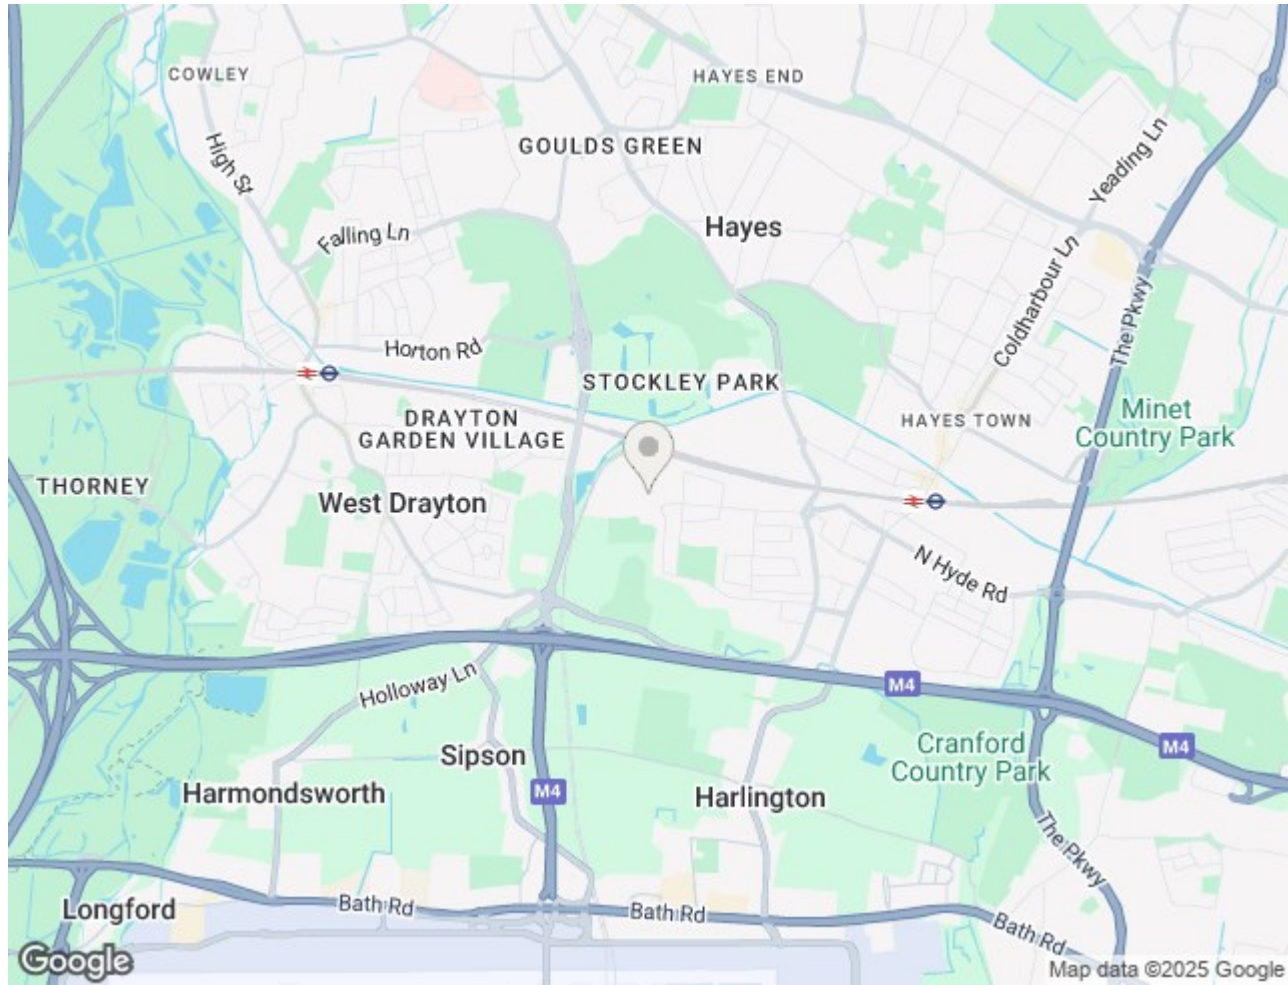 COWLEY
HAYES END
GOULDS GREEN
High St
Yeading Ln
Falling Ln
Hayes
Coldharbour Ln
The Pkwy
Horton Rd
STOCKLEY PARK
DRAYTON
GARDEN VILLAGE
HAYES TOWN
Minet
Country Park
THORNEY
West Drayton
N Hyde Rd
Holloway Ln
M4
Sipson
Cranford
Country Park
M4
Harmondsworth
M4
Harlington
The Pkwy
Longford
Bath Rd
Bath Rd
Bath Rd
Google
Map data ©2025 Google